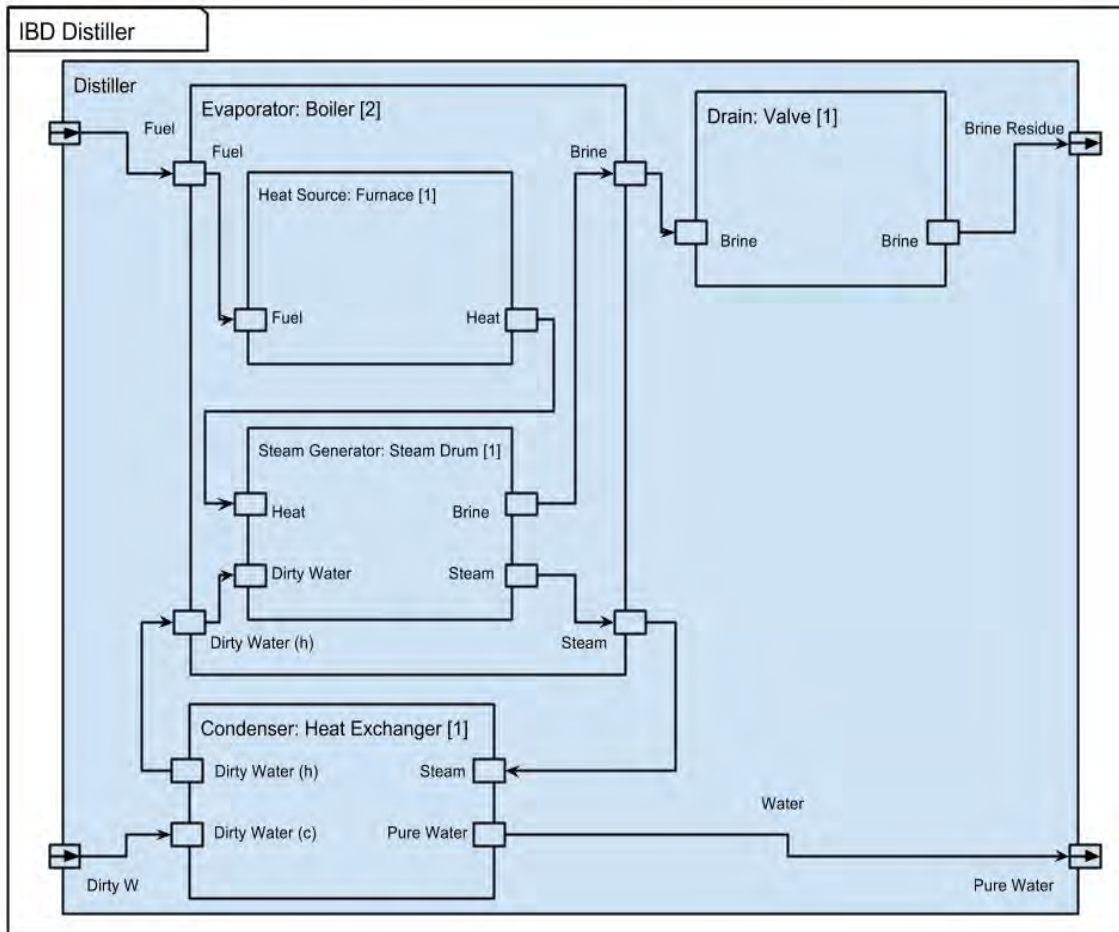 IBD Distiller
Distiller
Fuel
Evaporator: Boiler [2]
Fuel
Brine
Drain: Valve [1]
Brine Residue
Heat Source: Furnace [1]
Brine
Brine
Fuel
Heat
Steam Generator: Steam Drum [1]
Heat
Brine
Dirty Water
Steam
Dirty Water (h)
Steam
Condenser: Heat Exchanger [1]
Dirty Water (h)
Steam
Dirty Water (c)
Pure Water
Water
Dirty W
Pure Water